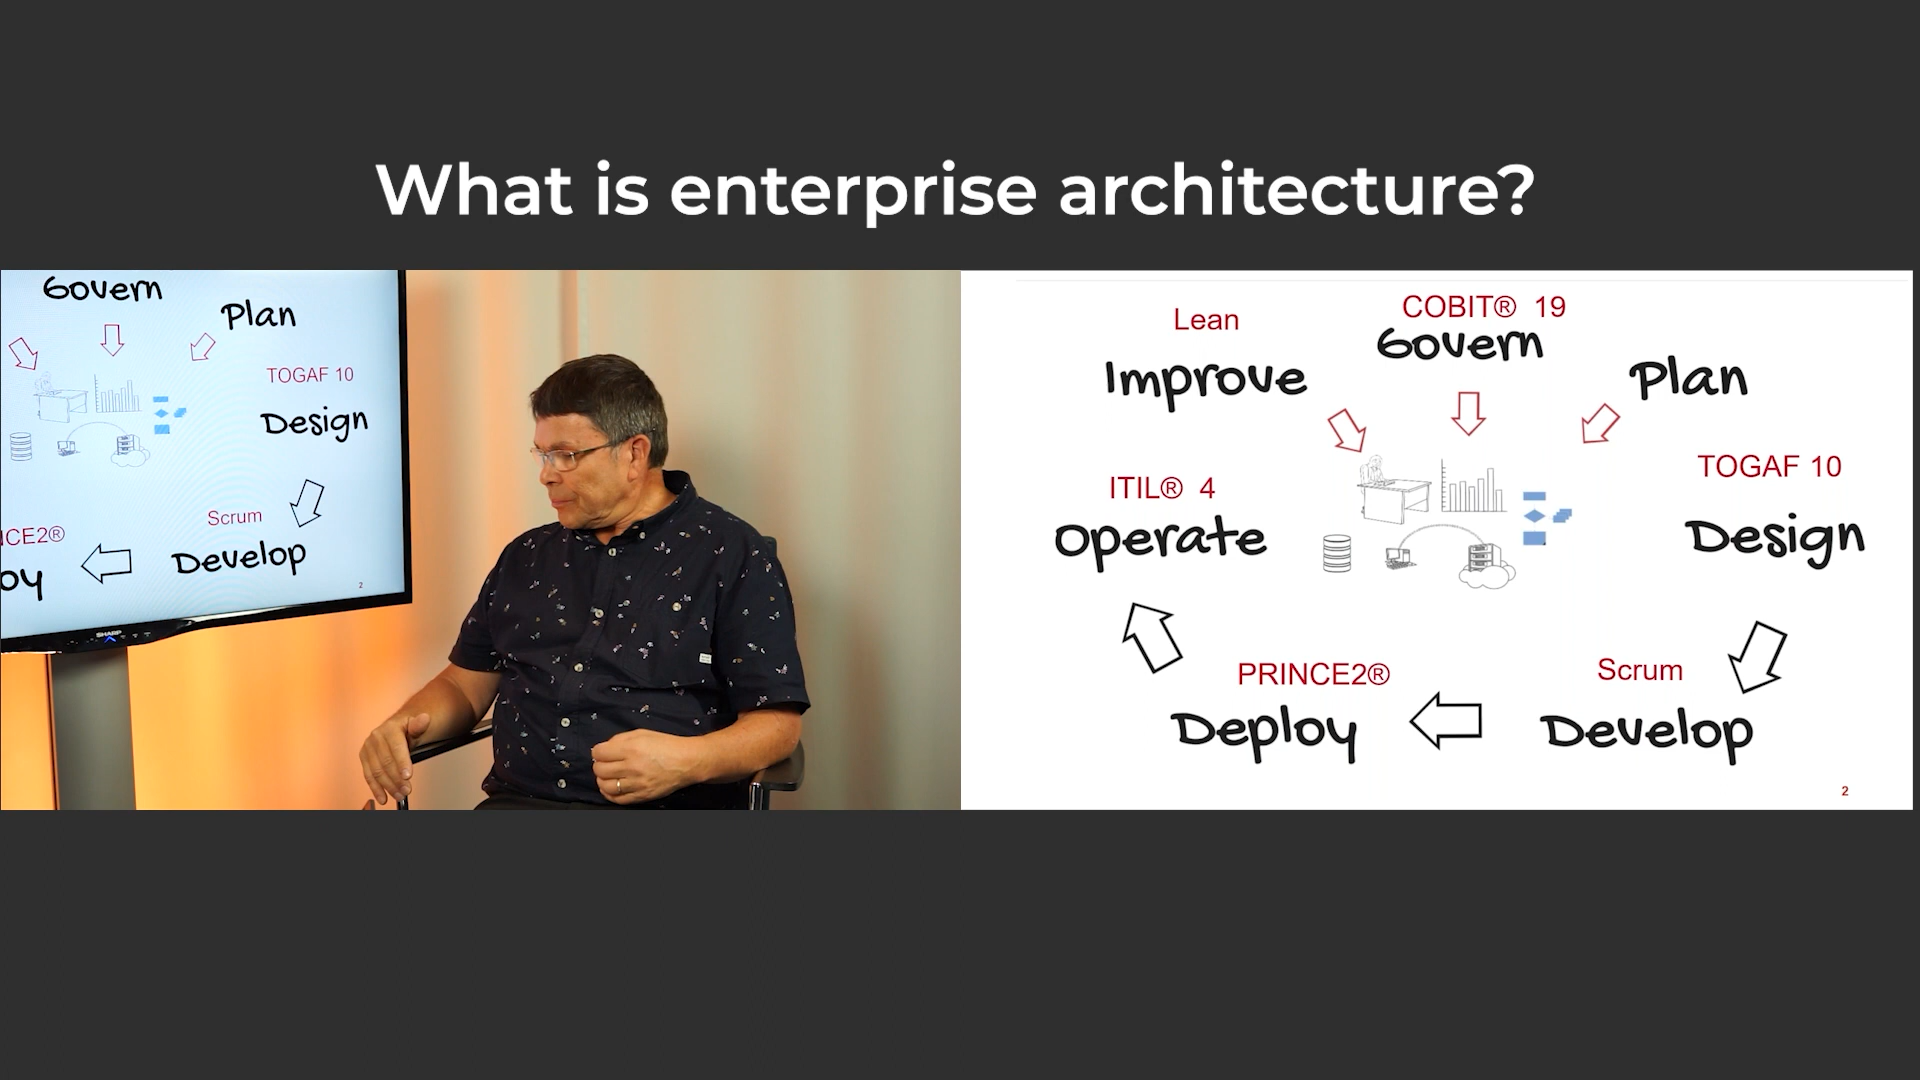 What is enterprise architecture?
Govern
Plan
TOGAF 10
Design
Scrum
Develop
NCE2®
oy
2
SHARP
Lean
Improve
COBIT® 19
Govern
Plan
ITIL® 4
Operate
TOGAF 10
Design
PRINCE2®
Deploy
Scrum
Develop
2